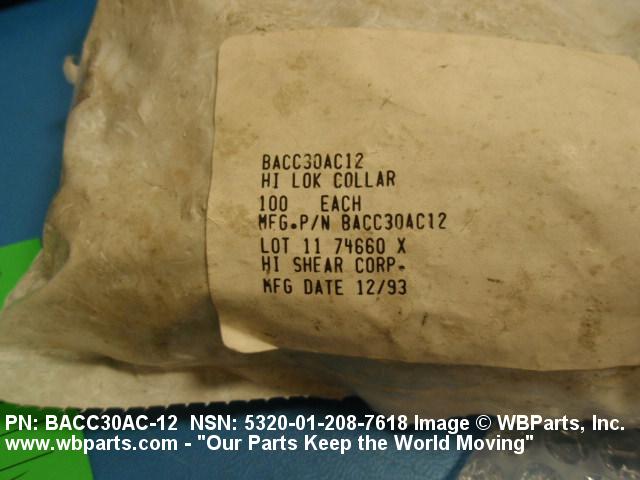 BACC30AC12
HI LOK COLLAR
100 EACH
MFG.P/N BACC30AC12
LOT 11 74660 X
HI SHEAR CORP.
MFG DATE 12/93
PN: BACC30AC-12 NSN: 5320-01-208-7618 Image © WBParts, Inc.
www.wbparts.com - "Our Parts Keep the World Moving"